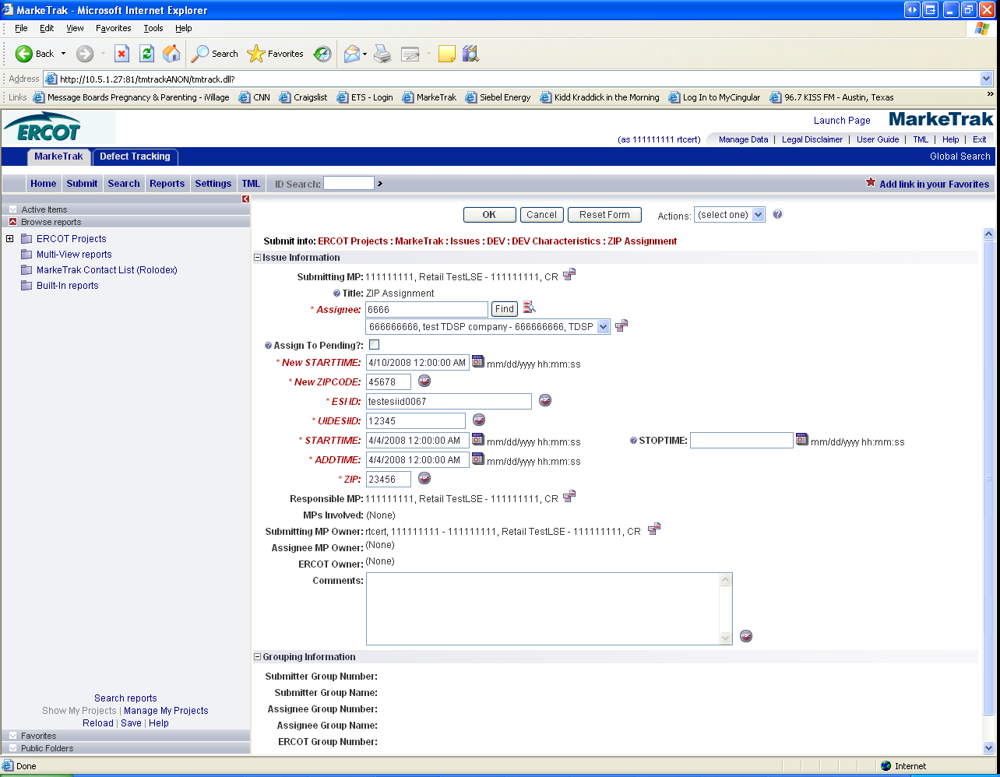 MarkeTrak - Microsoft Internet Explorer
File Edit View Favorites Tools Help
Back Search Favorites
Address http://10.5.1.27:81/tmtrackANON/tmtrack.dll?
Links Message Boards Pregnancy & Parenting - iVillage CNN Craigslist ETS - Login MarkeTrak Siebel Energy Kidd Kraddick in the Morning Log In to MyCingular 96.7 KISS FM - Austin, Texas »
ERCOT Launch Page MarkeTrak
(as 111111111 rtcert) Manage Data | Legal Disclaimer | User Guide | TML | Help | Exit
MarkeTrak Defect Tracking Global Search
Home Submit Search Reports Settings TML ID Search: Add link in your Favorites
Active Items
Browse reports
ERCOT Projects
Multi-View reports
MarkeTrak Contact List (Rolodex)
Built-In reports
Search reports
Show My Projects | Manage My Projects
Reload | Save | Help
Favorites
Public Folders
OK Cancel Reset Form Actions: (select one)
Submit into: ERCOT Projects : MarkeTrak : Issues : DEV : DEV Characteristics : ZIP Assignment
Issue Information
Submitting MP: 111111111, Retail TestLSE - 111111111, CR
Title: ZIP Assignment
* Assignee: 6666 Find
666666666, test TDSP company - 666666666, TDSP
Assign To Pending?:
* New STARTTIME: 4/10/2008 12:00:00 AM mm/dd/yyyy hh:mm:ss
* New ZIPCODE: 45678
* ESI ID: testesiid0067
* UIDESIID: 12345
* STARTTIME: 4/4/2008 12:00:00 AM mm/dd/yyyy hh:mm:ss STOPTIME: mm/dd/yyyy hh:mm:ss
* ADDTIME: 4/4/2008 12:00:00 AM mm/dd/yyyy hh:mm:ss
* ZIP: 23456
Responsible MP: 111111111, Retail TestLSE - 111111111, CR
MPs Involved: (None)
Submitting MP Owner: rtcert, 111111111 - 111111111, Retail TestLSE - 111111111, CR
Assignee MP Owner: (None)
ERCOT Owner: (None)
Comments:
Grouping Information
Submitter Group Number:
Submitter Group Name:
Assignee Group Number:
Assignee Group Name:
ERCOT Group Number:
Done Internet